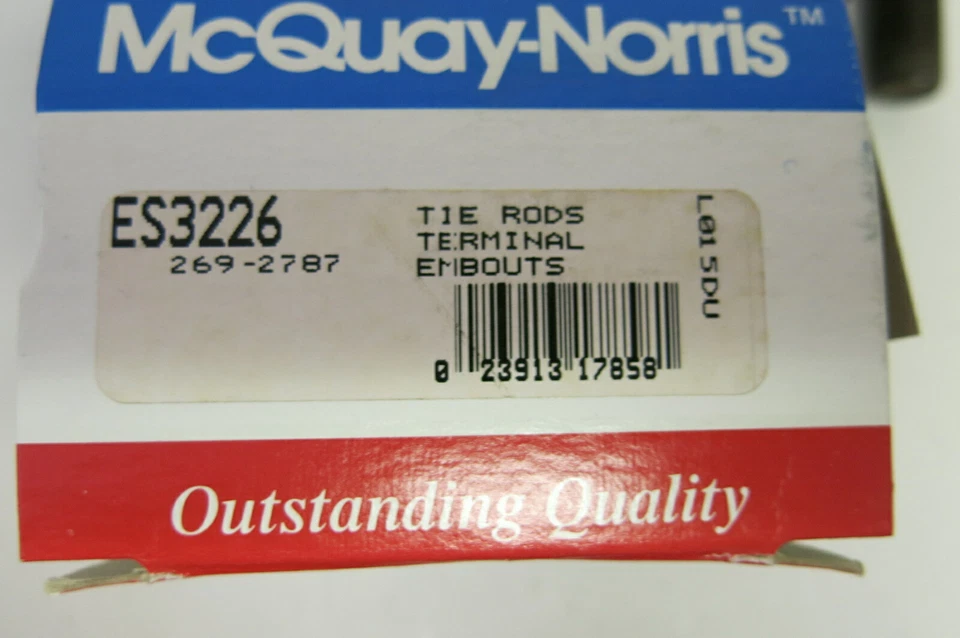 McQuay-Norris™
ES3226
269-2787
TIE RODS
TERMINAL
EMBOUTS
L015DU
0 23913 17858
Outstanding Quality